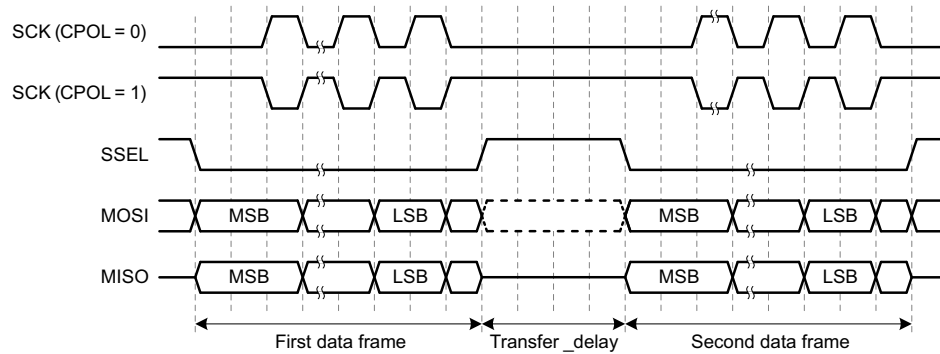 SCK (CPOL = 0)
SCK (CPOL = 1)
SSEL
MOSI MSB LSB MSB LSB
MISO MSB LSB MSB LSB
First data frame Transfer _delay Second data frame